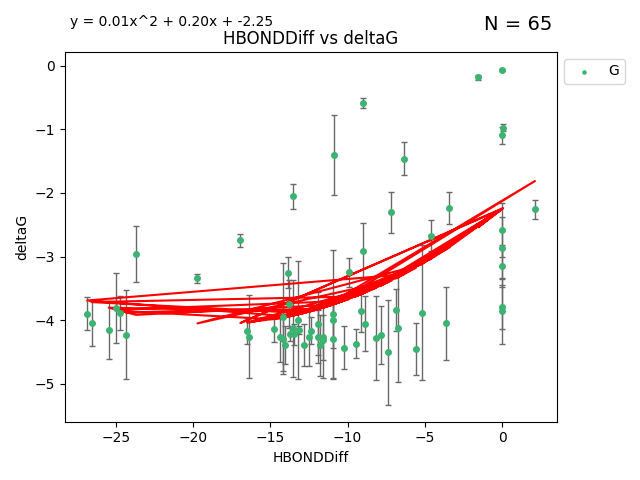 y = 0.01x^2 + 0.20x + -2.25
N = 65
HBONDDiff vs deltaG
G
deltaG
0
−1
−2
−3
−4
−5
−25
−20
−15
−10
−5
0
HBONDDiff